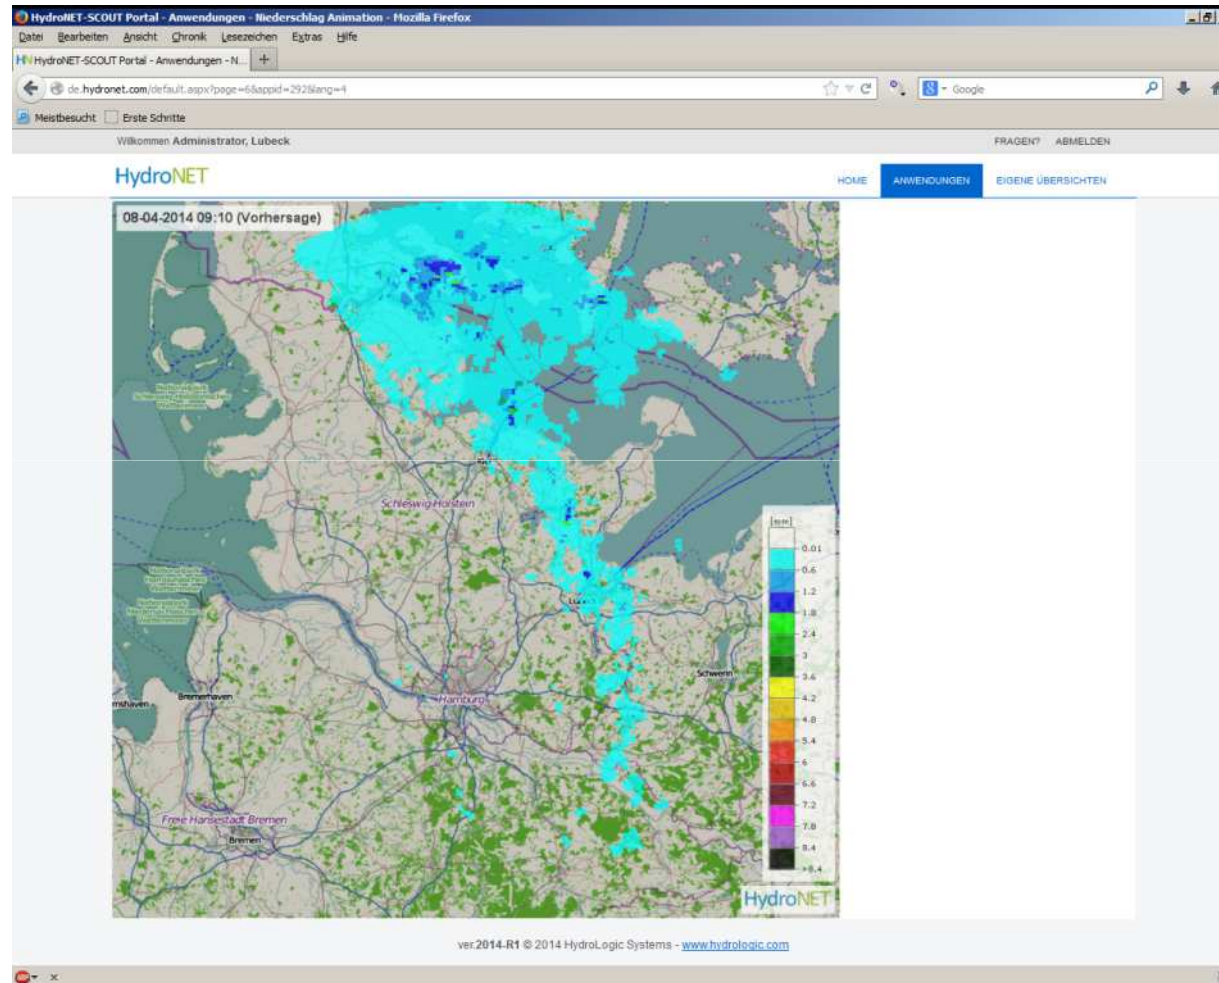 HydroNET-SCOUT Portal - Anwendungen - Niederschlag Animation - Mozilla Firefox
Datei Bearbeiten Ansicht Chronik Lesezeichen Extras Hilfe
HydroNET-SCOUT Portal - Anwendungen - N... +
de.hydronet.com/default.aspx?page=6&appid=292&lang=4
Google
Meistbesucht Erste Schritte
Willkommen Administrator, Lubeck
FRAGEN? ABMELDEN
HydroNET
HOME ANWENDUNGEN EIGENE ÜBERSICHTEN
08-04-2014 09:10 (Vorhersage)
Kiel
Schleswig-Holstein
[mm]
0.01
0.6
1.2
1.8
2.4
3
3.6
4.2
4.8
5.4
6
6.6
7.2
7.8
8.4
>8.4
Schwerin
Bremerhaven
Hamburg
Freie Hansestadt Bremen
Bremen
HydroNET
ver.2014-R1 © 2014 HydroLogic Systems - www.hydrologic.com
ABP